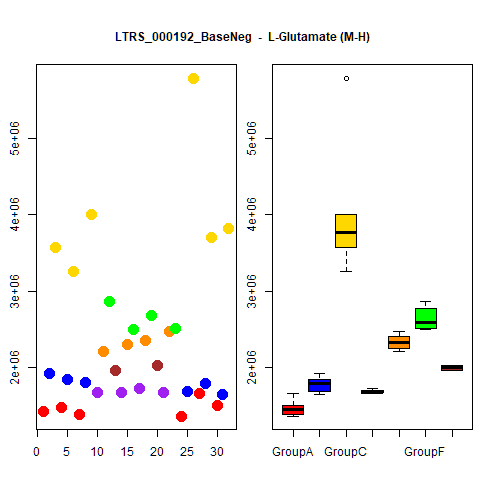 LTRS_000192_BaseNeg - L-Glutamate (M-H)
5e+06
4e+06
3e+06
2e+06
0 5 10 15 20 25 30
5e+06
4e+06
3e+06
2e+06
GroupA GroupC GroupF